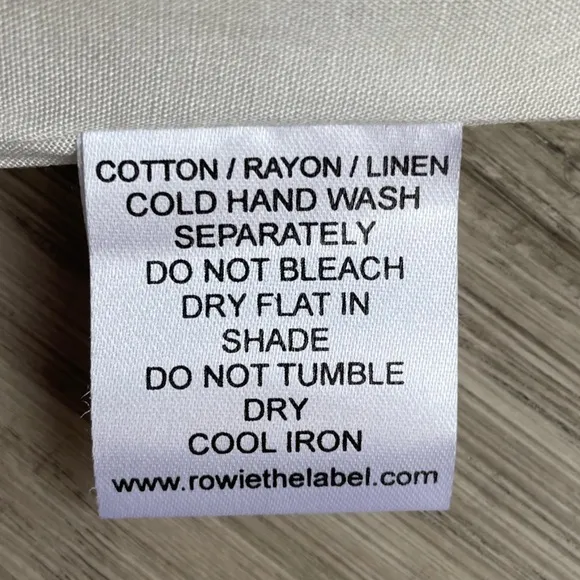 COTTON / RAYON / LINEN
COLD HAND WASH
SEPARATELY
DO NOT BLEACH
DRY FLAT IN
SHADE
DO NOT TUMBLE
DRY
COOL IRON
www.rowiethelabel.com